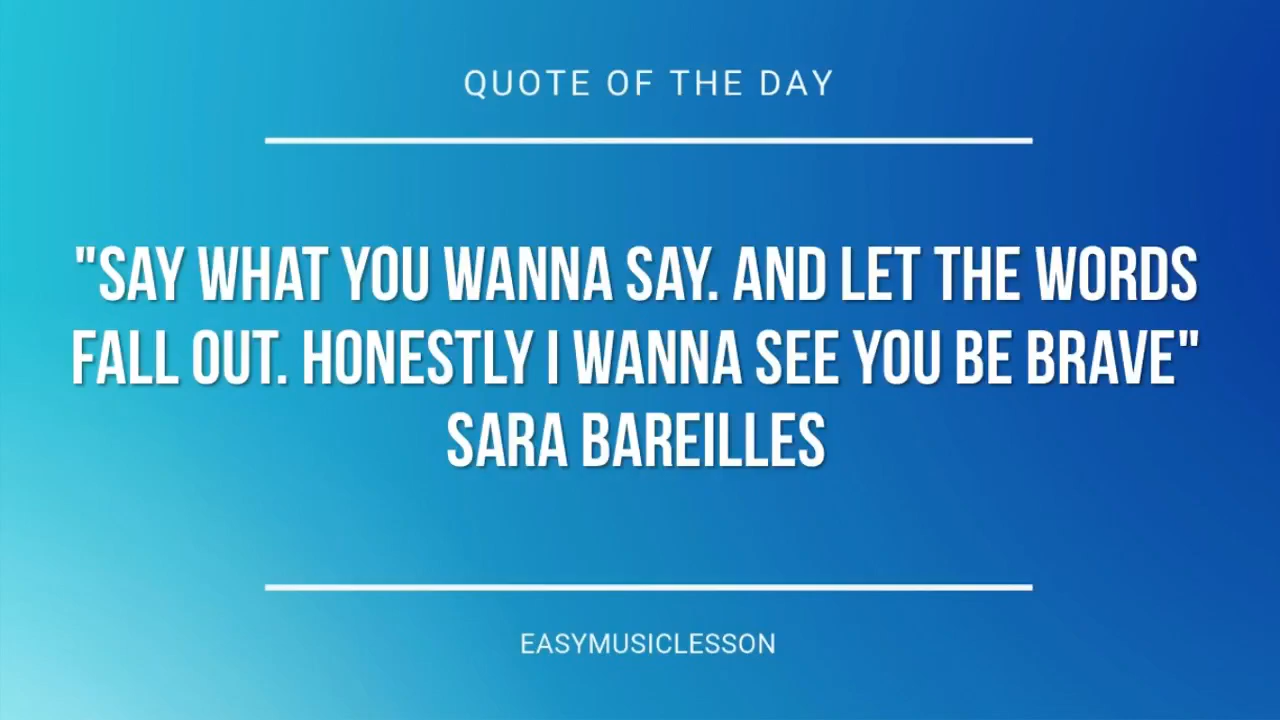 QUOTE OF THE DAY
"SAY WHAT YOU WANNA SAY. AND LET THE WORDS
FALL OUT. HONESTLY I WANNA SEE YOU BE BRAVE"
SARA BAREILLES
EASYMUSICLESSON